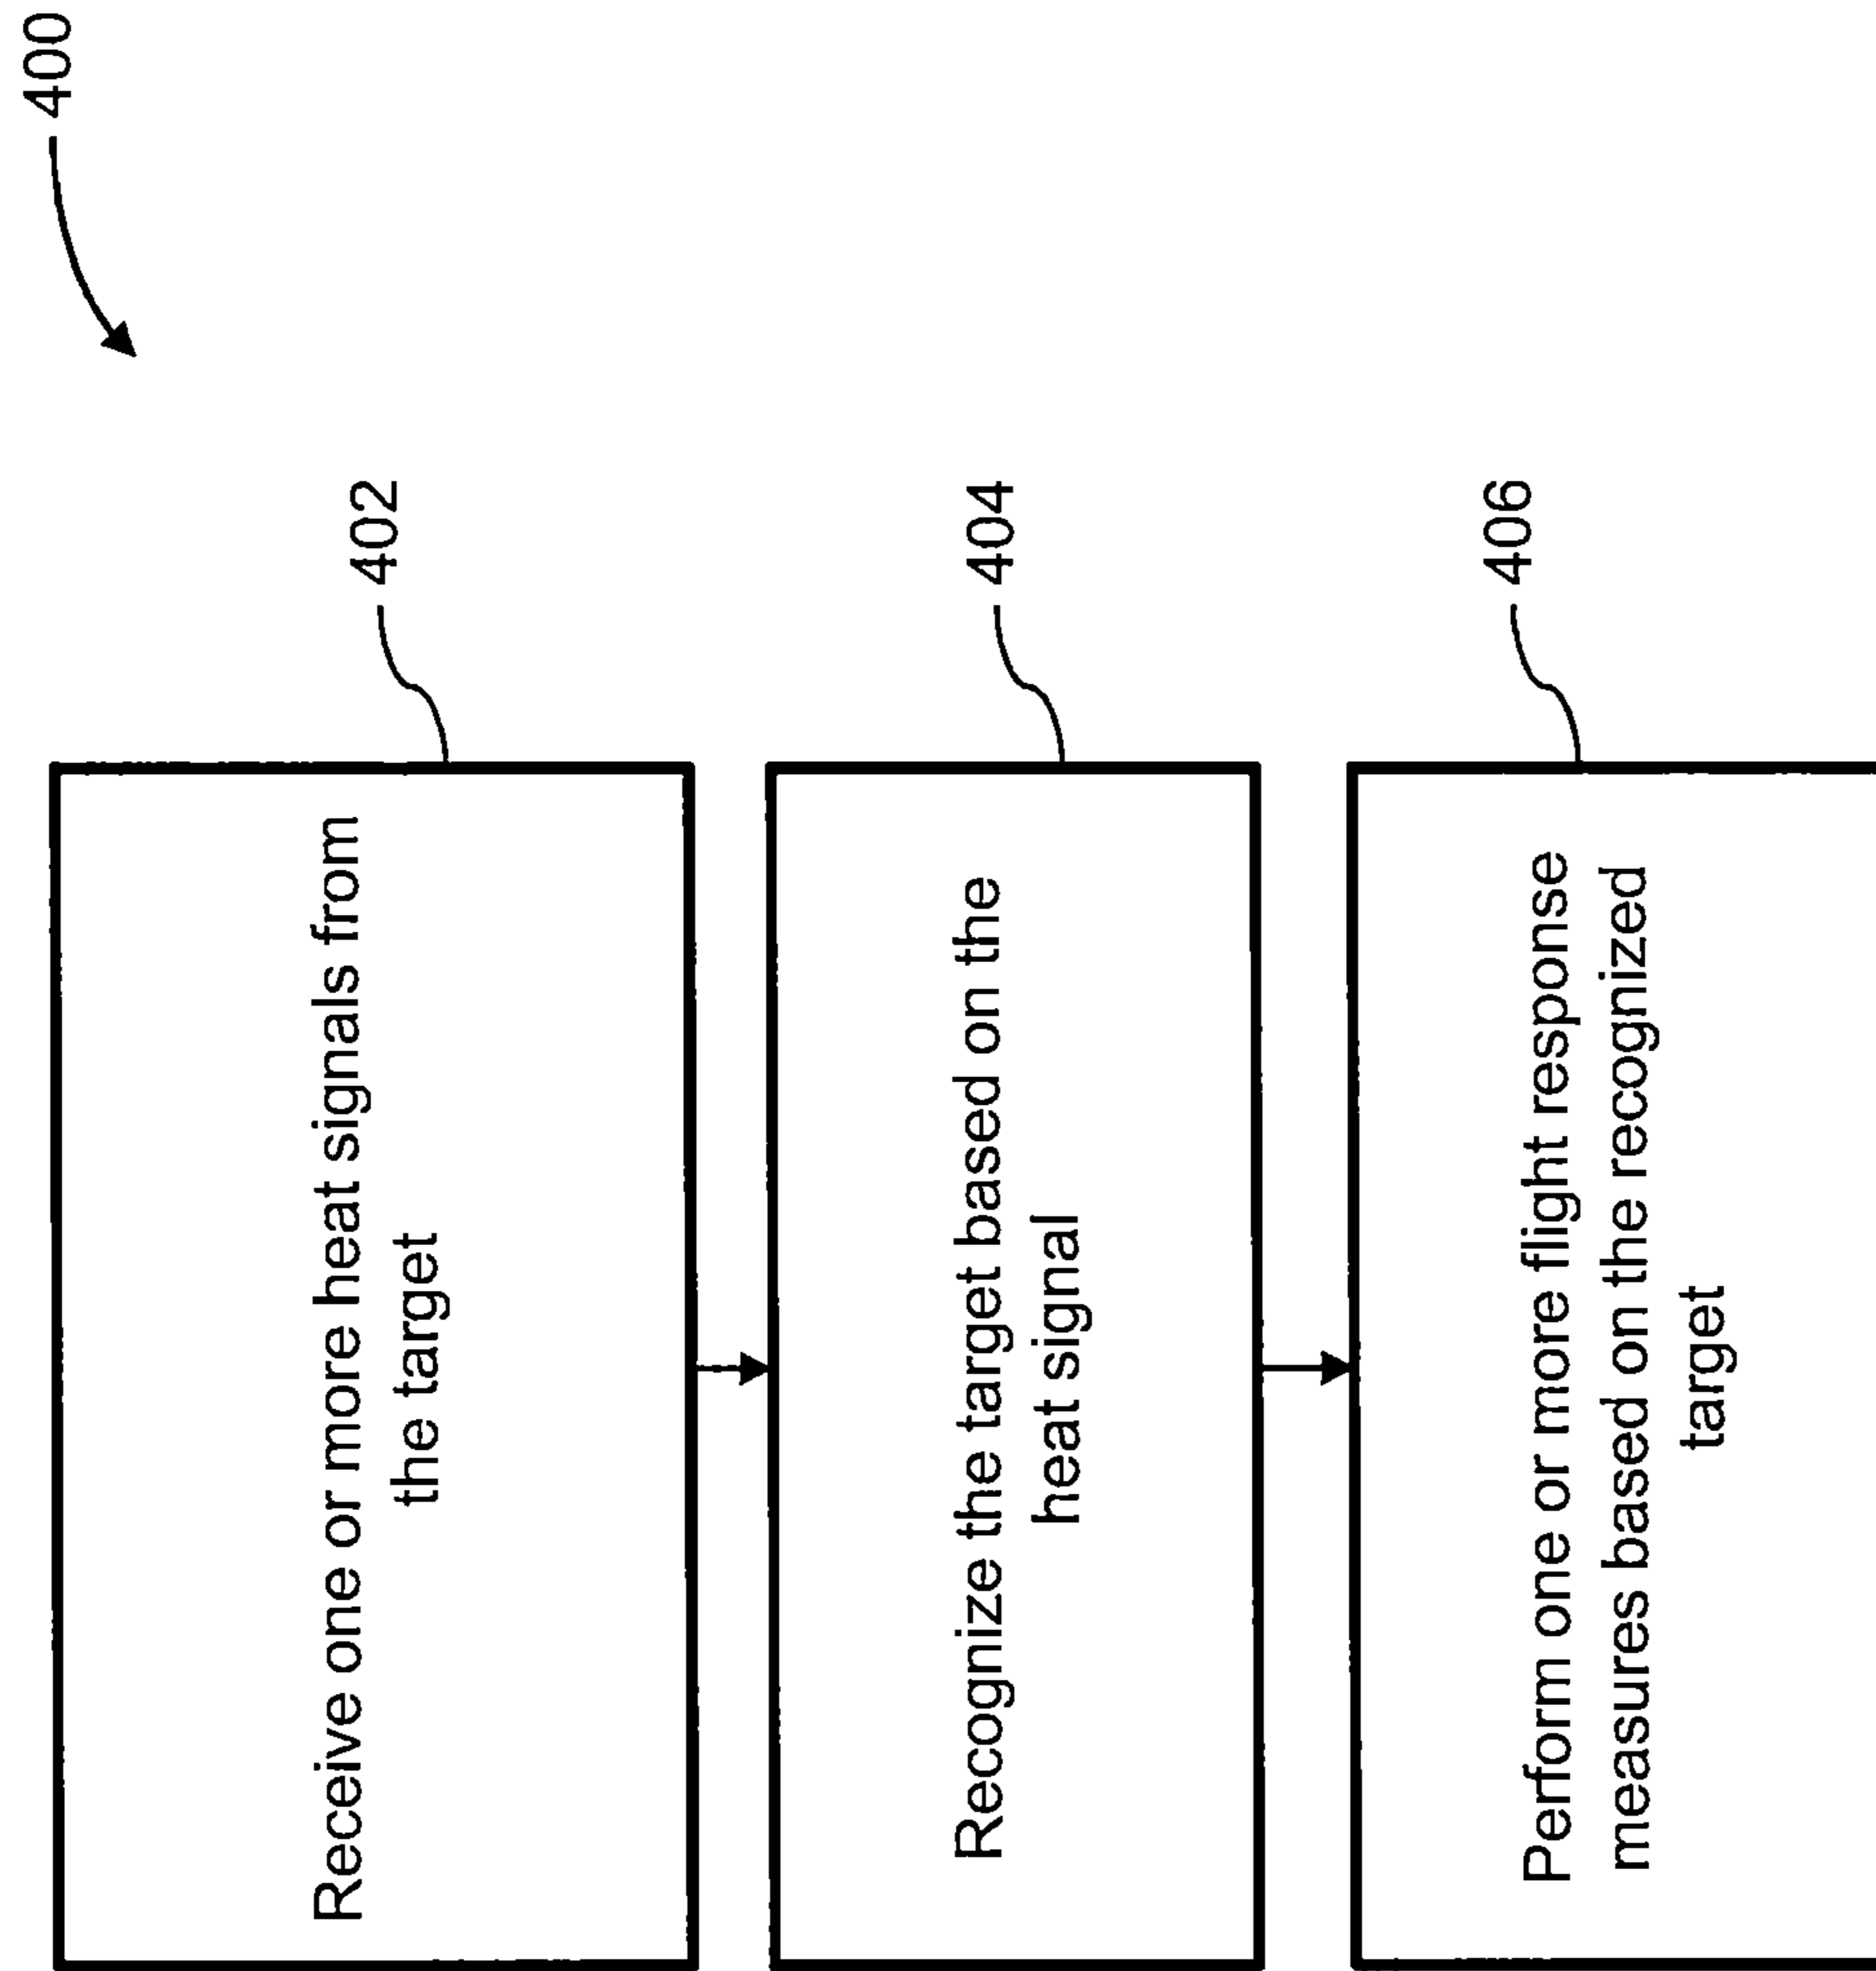 400
Receive one or more heat signals from
the target
402
Recognize the target based on the
heat signal
404
Perform one or more flight response
measures based on the recognized
target
406